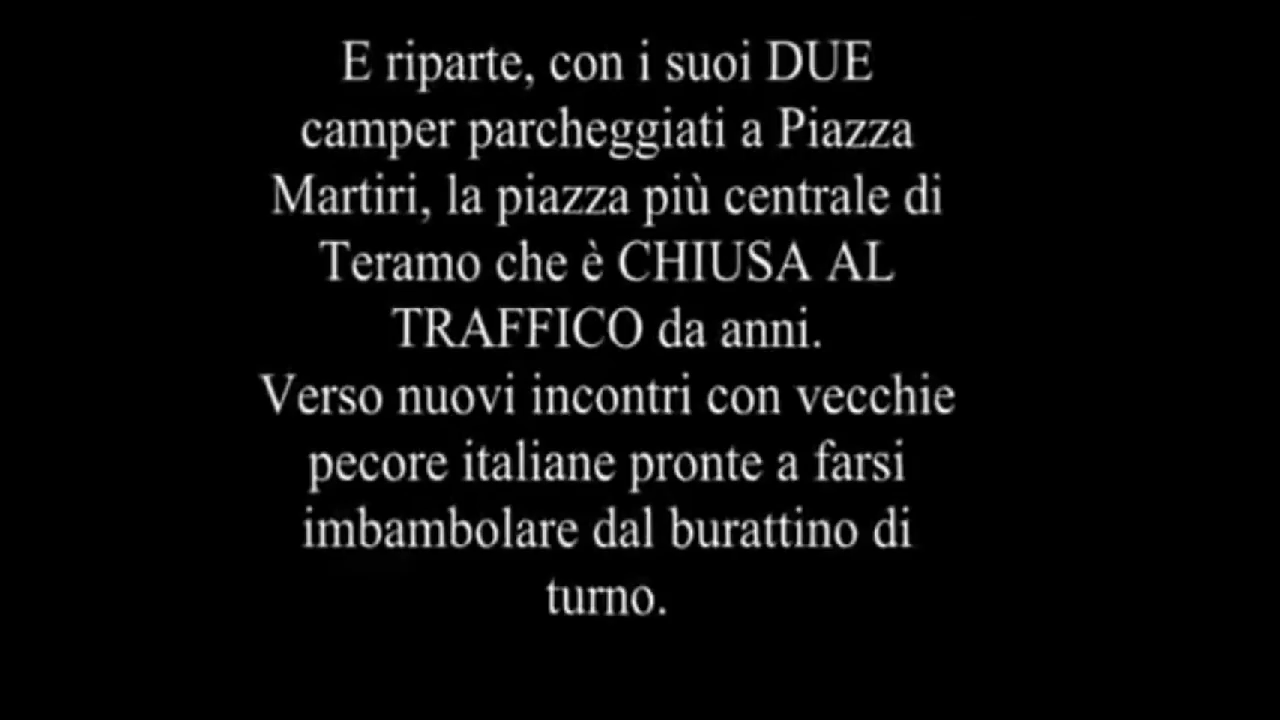 E riparte, con i suoi DUE
camper parcheggiati a Piazza
Martiri, la piazza più centrale di
Teramo che è CHIUSA AL
TRAFFICO da anni.
Verso nuovi incontri con vecchie
pecore italiane pronte a farsi
imbambolare dal burattino di
turno.